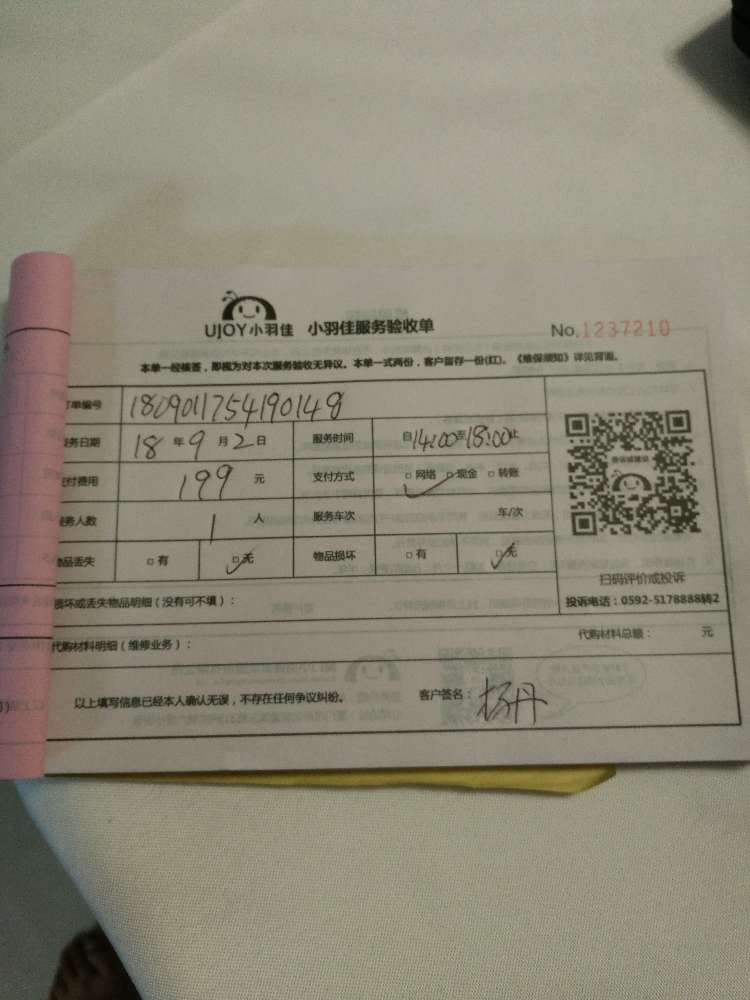 UJOY小羽佳 小羽佳服务验收单 No.1237210
本单一经核签，即视为对本次服务验收无异议。本单一式两份，客户留存一份(红)。《维保须知》详见背面。
订单编号 1809011754190148
服务日期 18 年 9 月 2 日 服务时间 自14:00至18:00止
支付费用 199 元 支付方式 □网络 □现金 □转账
服务人数 1 人 服务车次 车/次
物品丢失 □有 □无 物品损坏 □有 □无
扫码评价或投诉
损坏或丢失物品明细（没有可不填）： 投诉电话：0592-5178888转2
代购材料明细（维修业务）： 代购材料总额： 元
以上填写信息已经本人确认无误，不存在任何争议纠纷。 客户签名：杨丹